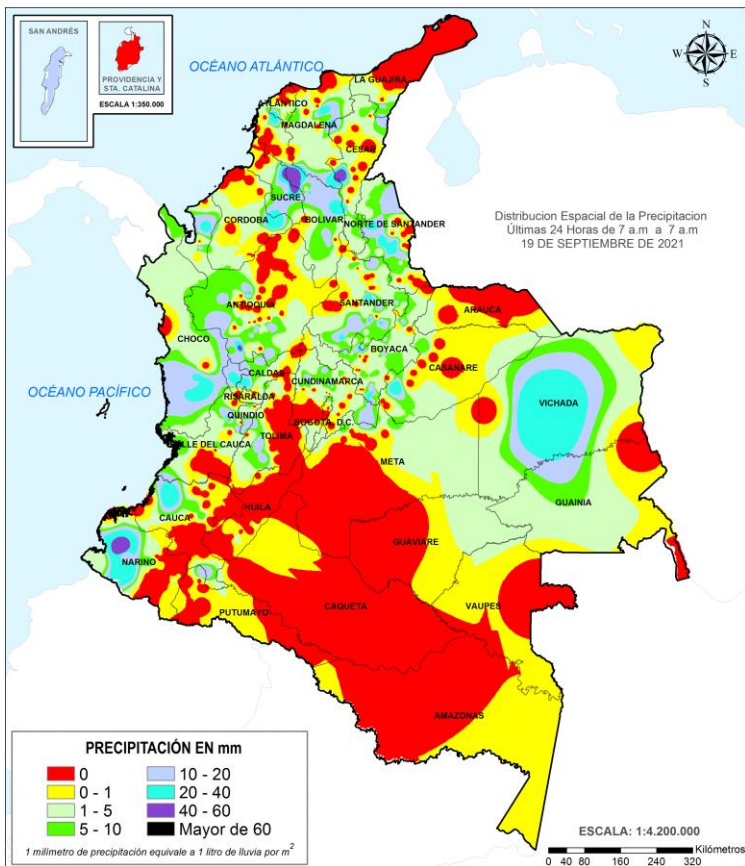 SAN ANDRÉS
PROVIDENCIA Y
STA. CATALINA
ESCALA 1:350.000
OCÉANO ATLÁNTICO
N
W
E
S
LA GUAJIRA
ATLÁNTICO
MAGDALENA
CESAR
SUCRE
CORDOBA
BOLIVAR
NORTE DE SANTANDER
Distribucion Espacial de la Precipitacion
Últimas 24 Horas de 7 a.m a 7 a.m
19 DE SEPTIEMBRE DE 2021
ANTIOQUIA
SANTANDER
ARAUCA
CHOCO
BOYACA
CASANARE
OCÉANO PACÍFICO
CALDAS
CUNDINAMARCA
RISARALDA
VICHADA
QUINDIO
BOGOTA, D.C.
TOLIMA
VALLE DEL CAUCA
META
GUAINIA
HUILA
CAUCA
GUAVIARE
NARIÑO
CAQUETA
VAUPES
PUTUMAYO
AMAZONAS
PRECIPITACIÓN EN mm
0
10 - 20
0 - 1
20 - 40
1 - 5
40 - 60
5 - 10
Mayor de 60
1 milímetro de precipitación equivale a 1 litro de lluvia por m2
ESCALA: 1:4.200.000
Kilómetros
0 40 80 160 240 320